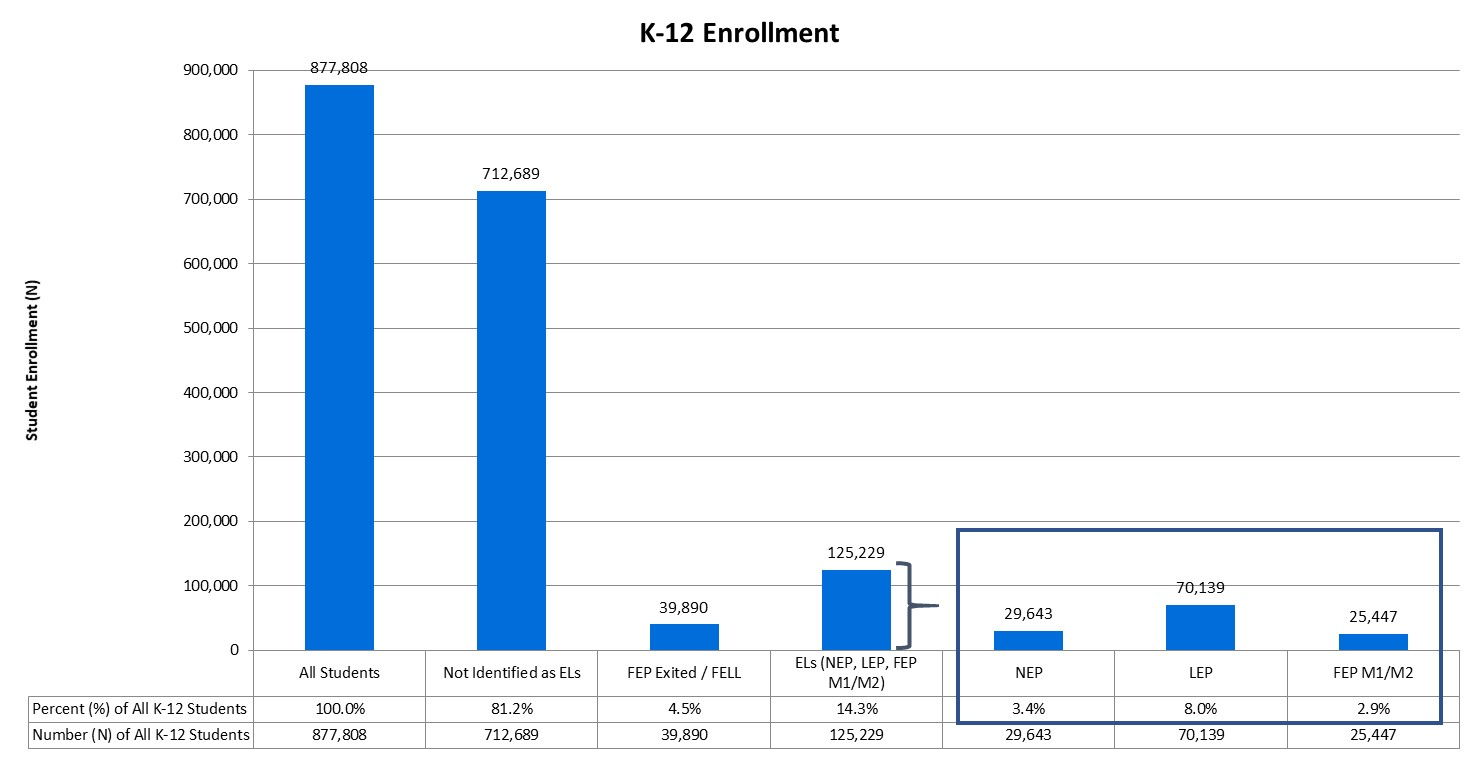 K-12 Enrollment
Student Enrollment (N)
900,000
800,000
700,000
600,000
500,000
400,000
300,000
200,000
100,000
0
877,808
712,689
39,890
125,229
29,643
70,139
25,447
All Students
Not Identified as ELs
FEP Exited / FELL
ELs (NEP, LEP, FEP
M1/M2)
NEP
LEP
FEP M1/M2
Percent (%) of All K-12 Students 100.0% 81.2% 4.5% 14.3% 3.4% 8.0% 2.9%
Number (N) of All K-12 Students 877,808 712,689 39,890 125,229 29,643 70,139 25,447